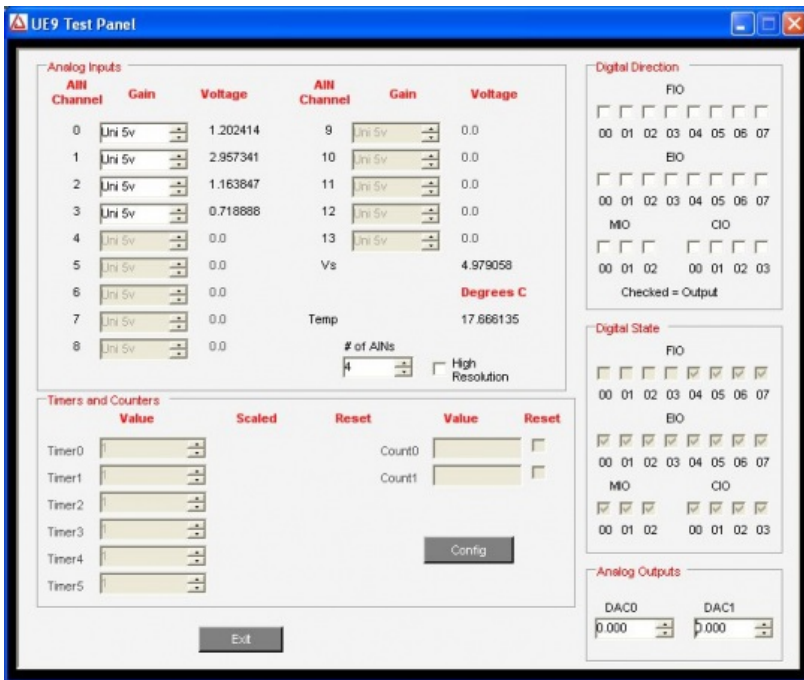 UE9 Test Panel
Analog Inputs
AIN Channel Gain Voltage AIN Channel Gain Voltage
0 Uni 5v 1.202414 9 Uni 5v 0.0
1 Uni 5v 2.957341 10 Uni 5v 0.0
2 Uni 5v 1.163847 11 Uni 5v 0.0
3 Uni 5v 0.718888 12 Uni 5v 0.0
4 Uni 5v 0.0 13 Uni 5v 0.0
5 Uni 5v 0.0 Vs 4.979058
6 Uni 5v 0.0 Degrees C
7 Uni 5v 0.0 Temp 17.666135
8 Uni 5v 0.0 # of AINs
4 High Resolution
Timers and Counters
Value Scaled Reset Value Reset
Timer0 1 Count0
Timer1 1 Count1
Timer2 1
Timer3 1
Timer4 1
Timer5 1
Config
Exit
Digital Direction
FIO
00 01 02 03 04 05 06 07
EIO
00 01 02 03 04 05 06 07
MIO CIO
00 01 02 00 01 02 03
Checked = Output
Digital State
FIO
00 01 02 03 04 05 06 07
EIO
00 01 02 03 04 05 06 07
MIO CIO
00 01 02 00 01 02 03
Analog Outputs
DAC0 DAC1
0.000 0.000